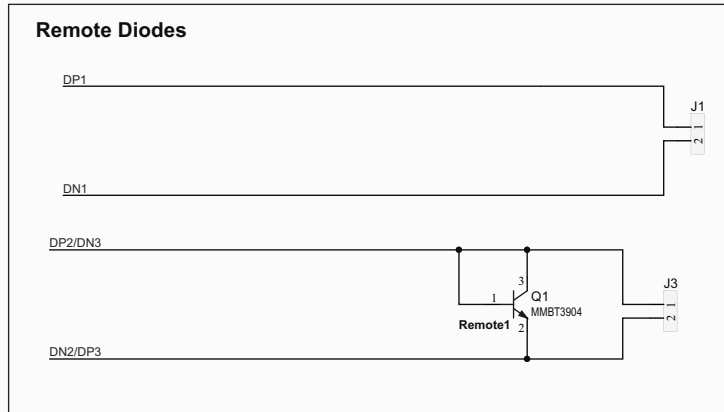 Remote Diodes
DP1
J1
1
2
DN1
DP2/DN3
3
J3
1
Q1
1
MMBT3904
2
Remote1
2
DN2/DP3